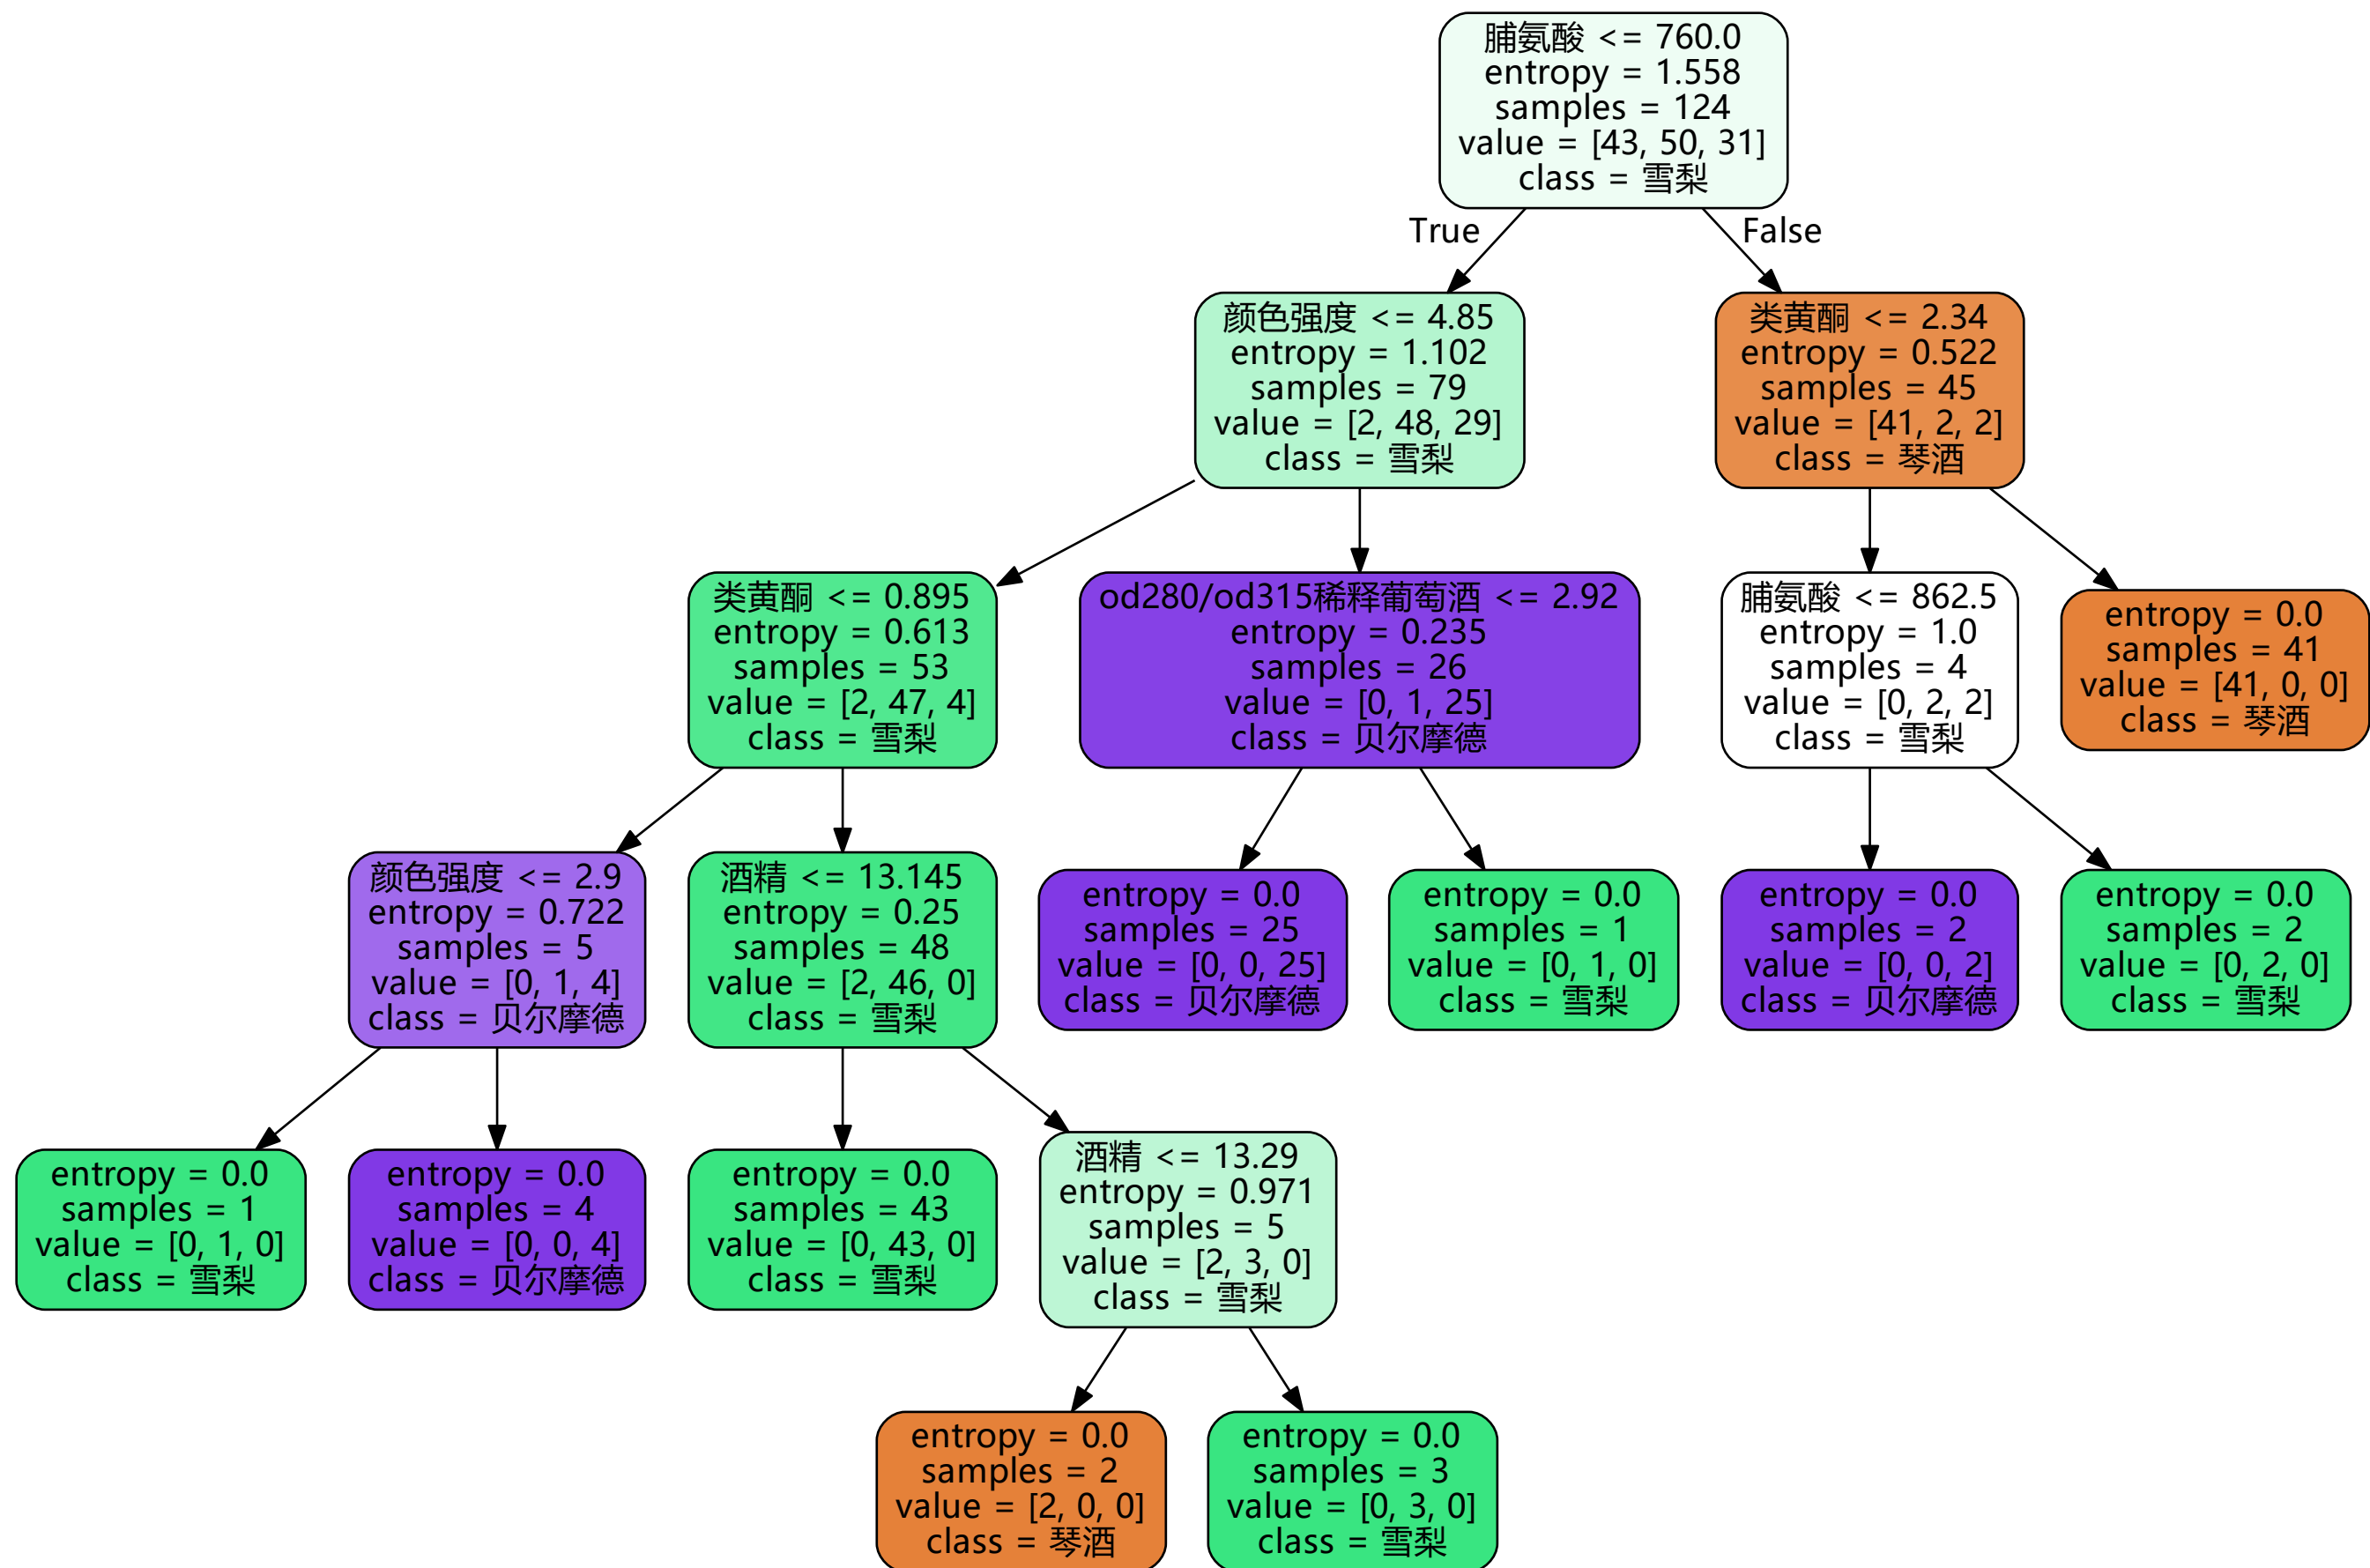 脯氨酸 <= 760.0
entropy = 1.558
samples = 124
value = [43, 50, 31]
class = 雪梨
True
False
颜色强度 <= 4.85
entropy = 1.102
samples = 79
value = [2, 48, 29]
class = 雪梨
类黄酮 <= 2.34
entropy = 0.522
samples = 45
value = [41, 2, 2]
class = 琴酒
类黄酮 <= 0.895
entropy = 0.613
samples = 53
value = [2, 47, 4]
class = 雪梨
od280/od315稀释葡萄酒 <= 2.92
entropy = 0.235
samples = 26
value = [0, 1, 25]
class = 贝尔摩德
脯氨酸 <= 862.5
entropy = 1.0
samples = 4
value = [0, 2, 2]
class = 雪梨
entropy = 0.0
samples = 41
value = [41, 0, 0]
class = 琴酒
颜色强度 <= 2.9
entropy = 0.722
samples = 5
value = [0, 1, 4]
class = 贝尔摩德
酒精 <= 13.145
entropy = 0.25
samples = 48
value = [2, 46, 0]
class = 雪梨
entropy = 0.0
samples = 25
value = [0, 0, 25]
class = 贝尔摩德
entropy = 0.0
samples = 1
value = [0, 1, 0]
class = 雪梨
entropy = 0.0
samples = 2
value = [0, 0, 2]
class = 贝尔摩德
entropy = 0.0
samples = 2
value = [0, 2, 0]
class = 雪梨
entropy = 0.0
samples = 1
value = [0, 1, 0]
class = 雪梨
entropy = 0.0
samples = 4
value = [0, 0, 4]
class = 贝尔摩德
entropy = 0.0
samples = 43
value = [0, 43, 0]
class = 雪梨
酒精 <= 13.29
entropy = 0.971
samples = 5
value = [2, 3, 0]
class = 雪梨
entropy = 0.0
samples = 2
value = [2, 0, 0]
class = 琴酒
entropy = 0.0
samples = 3
value = [0, 3, 0]
class = 雪梨